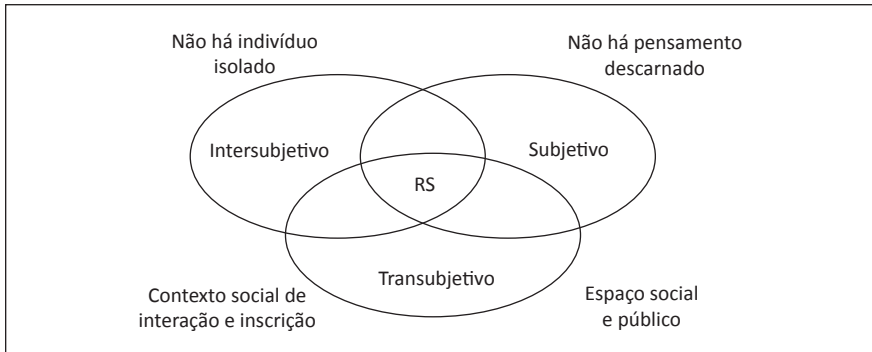 Não há indivíduo
isolado
Não há pensamento
descarnado
Intersubjetivo
Subjetivo
RS
Transubjetivo
Contexto social de
interação e inscrição
Espaço social
e público